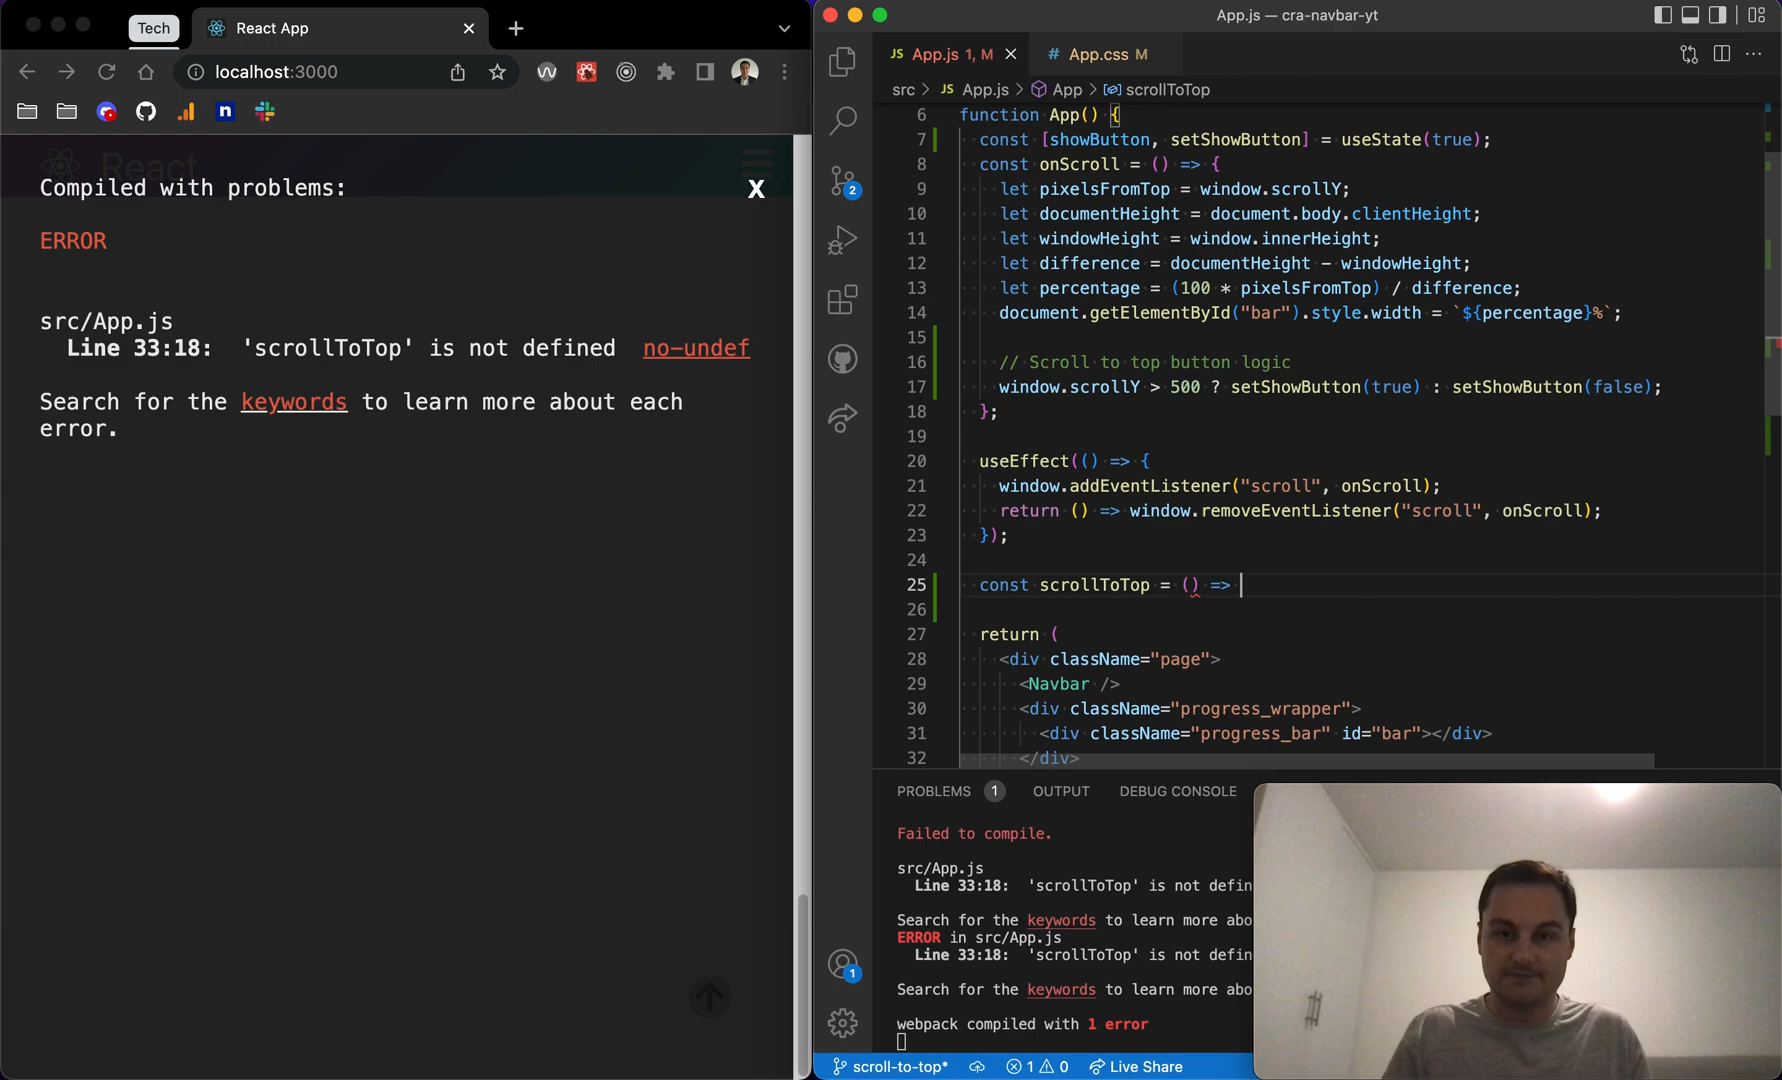 Tech
React App
localhost:3000
React
Compiled with problems:
X
ERROR
src/App.js
Line 33:18: 'scrollToTop' is not defined no-undef
Search for the keywords to learn more about each
error.
App.js — cra-navbar-yt
JS App.js 1, M
# App.css M
src > JS App.js > App > scrollToTop
6 function App() {
7 const [showButton, setShowButton] = useState(true);
8 const onScroll = () => {
9 let pixelsFromTop = window.scrollY;
10 let documentHeight = document.body.clientHeight;
11 let windowHeight = window.innerHeight;
12 let difference = documentHeight - windowHeight;
13 let percentage = (100 * pixelsFromTop) / difference;
14 document.getElementById("bar").style.width = `${percentage}%`;
15
16 // Scroll to top button logic
17 window.scrollY > 500 ? setShowButton(true) : setShowButton(false);
18 };
19
20 useEffect(() => {
21 window.addEventListener("scroll", onScroll);
22 return () => window.removeEventListener("scroll", onScroll);
23 });
24
25 const scrollToTop = () =>
26
27 return (
28 <div className="page">
29 <Navbar />
30 <div className="progress_wrapper">
31 <div className="progress_bar" id="bar"></div>
32 </div>
2
1
PROBLEMS 1 OUTPUT DEBUG CONSOLE
Failed to compile.
src/App.js
Line 33:18: 'scrollToTop' is not defin
Search for the keywords to learn more abo
ERROR in src/App.js
Line 33:18: 'scrollToTop' is not defin
Search for the keywords to learn more abo
webpack compiled with 1 error
scroll-to-top* 1 0 Live Share